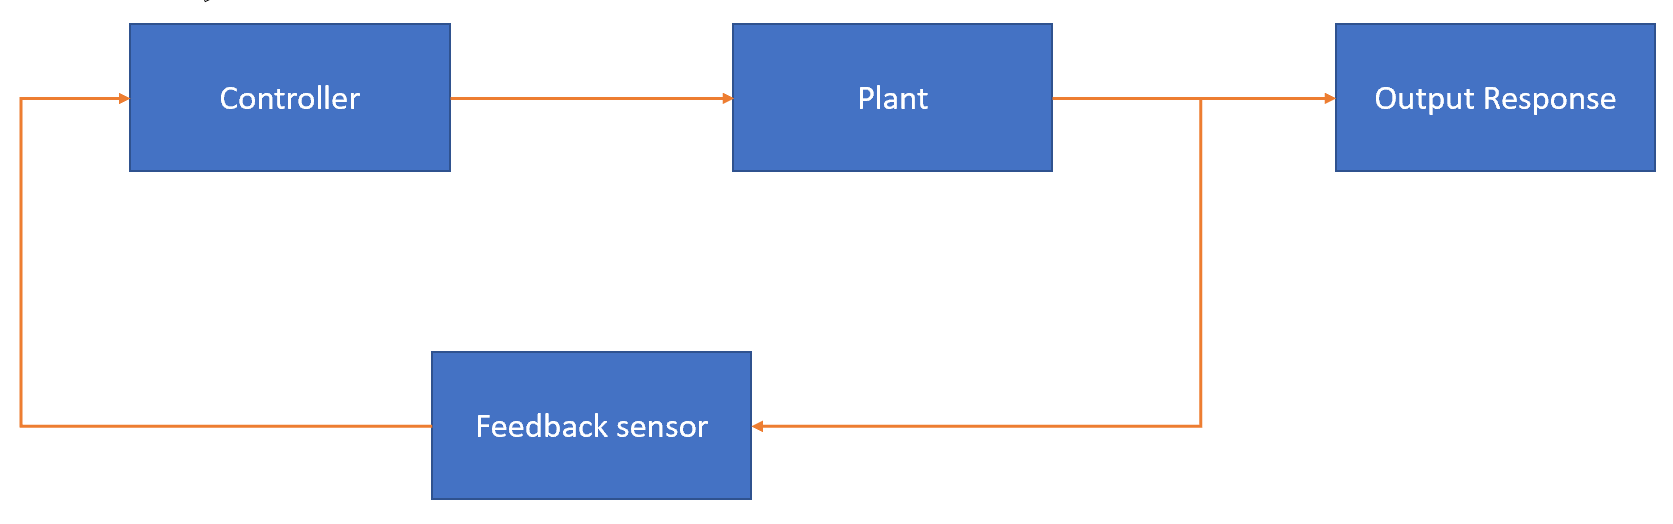 Controller
Plant
Output Response
Feedback sensor